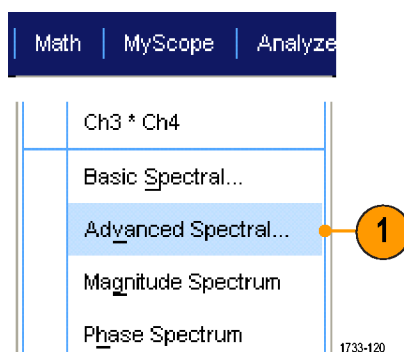 Math | MyScope | Analyze
Ch3 * Ch4
Basic Spectral...
Advanced Spectral...
1
Magnitude Spectrum
Phase Spectrum
1733-120